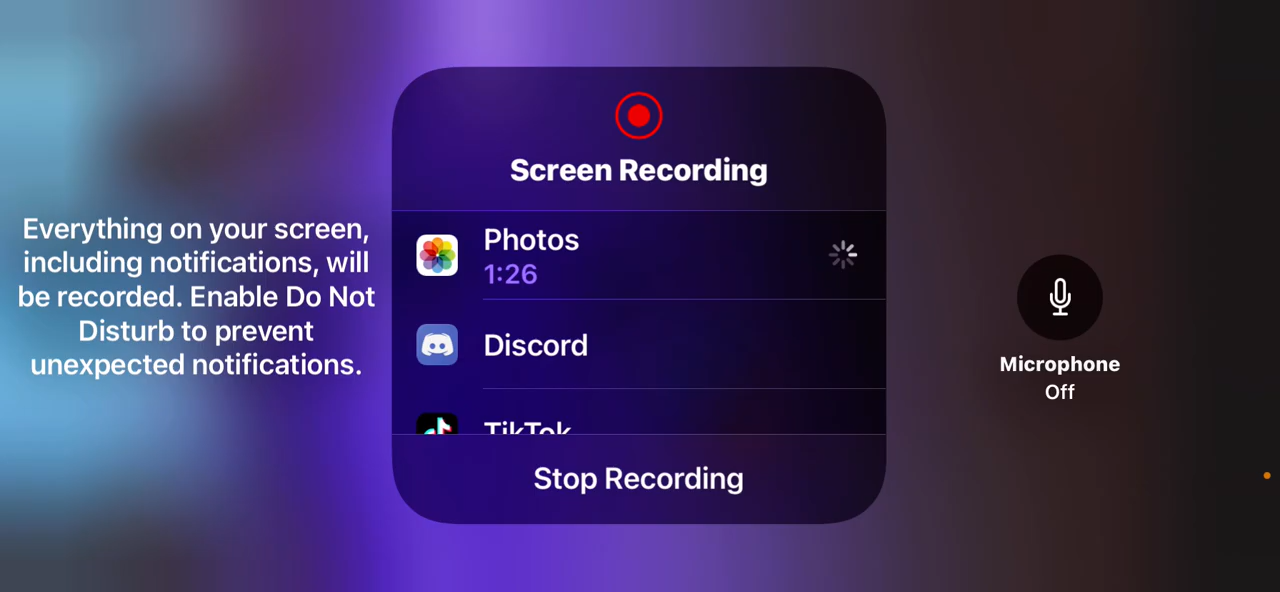 Everything on your screen,
including notifications, will
be recorded. Enable Do Not
Disturb to prevent
unexpected notifications.
Screen Recording
Photos
1:26
Discord
TikTok
Stop Recording
Microphone
Off